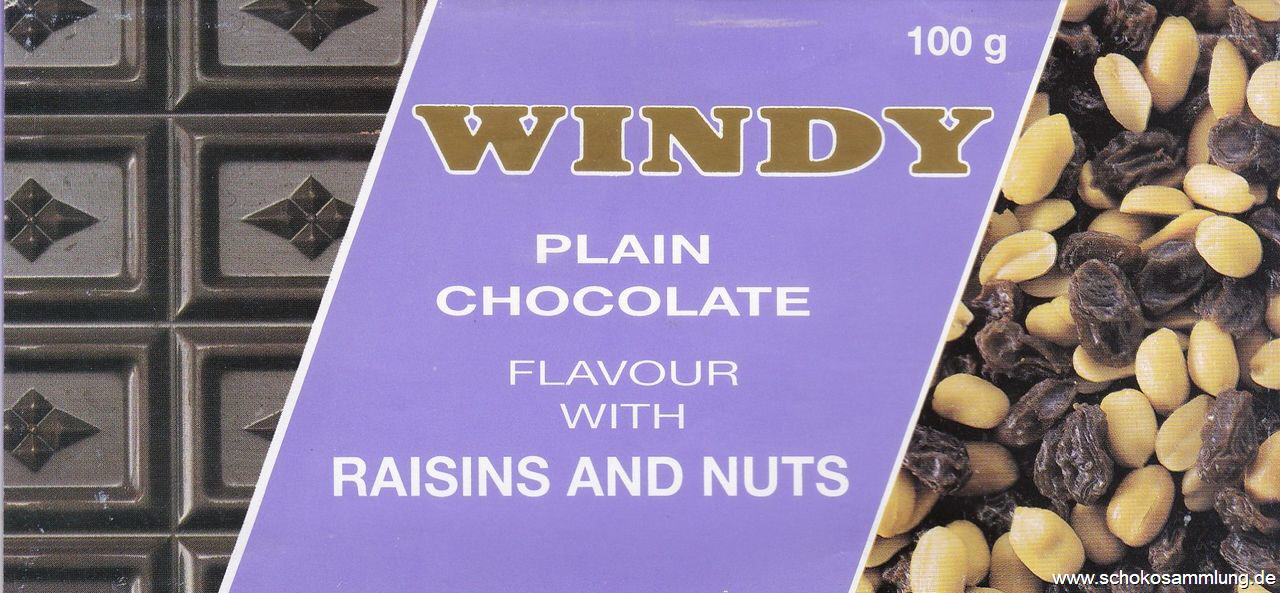 100 g
WINDY
PLAIN
CHOCOLATE
FLAVOUR
WITH
RAISINS AND NUTS
www.schokosammlung.de